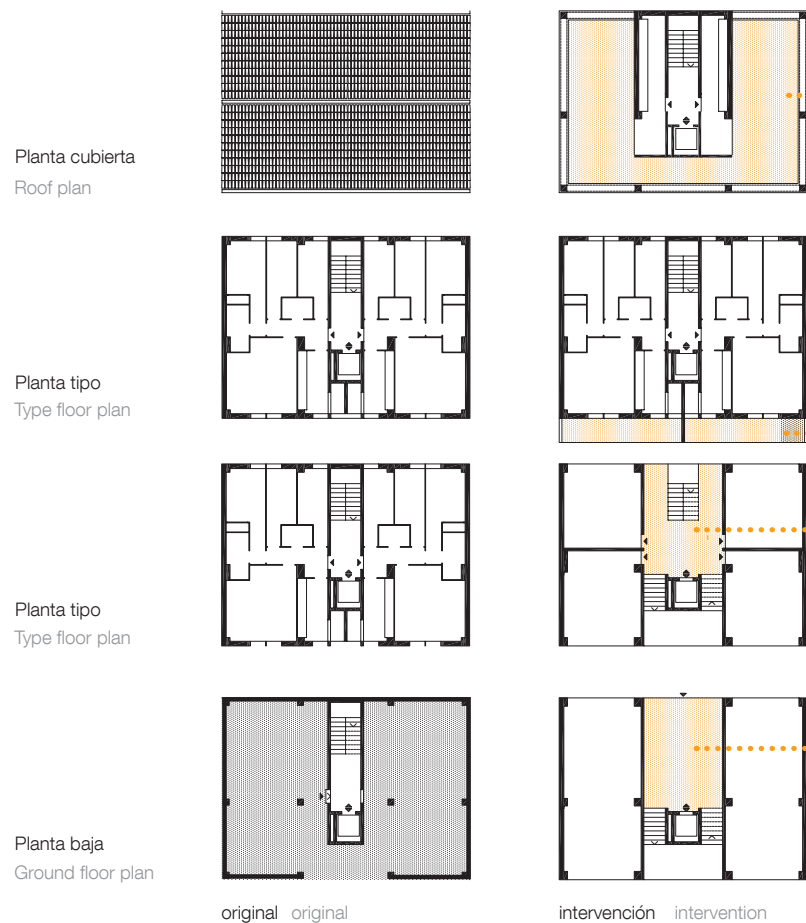 Planta cubierta
Roof plan
Planta tipo
Type floor plan
Planta tipo
Type floor plan
Planta baja
Ground floor plan
original original
intervención intervention